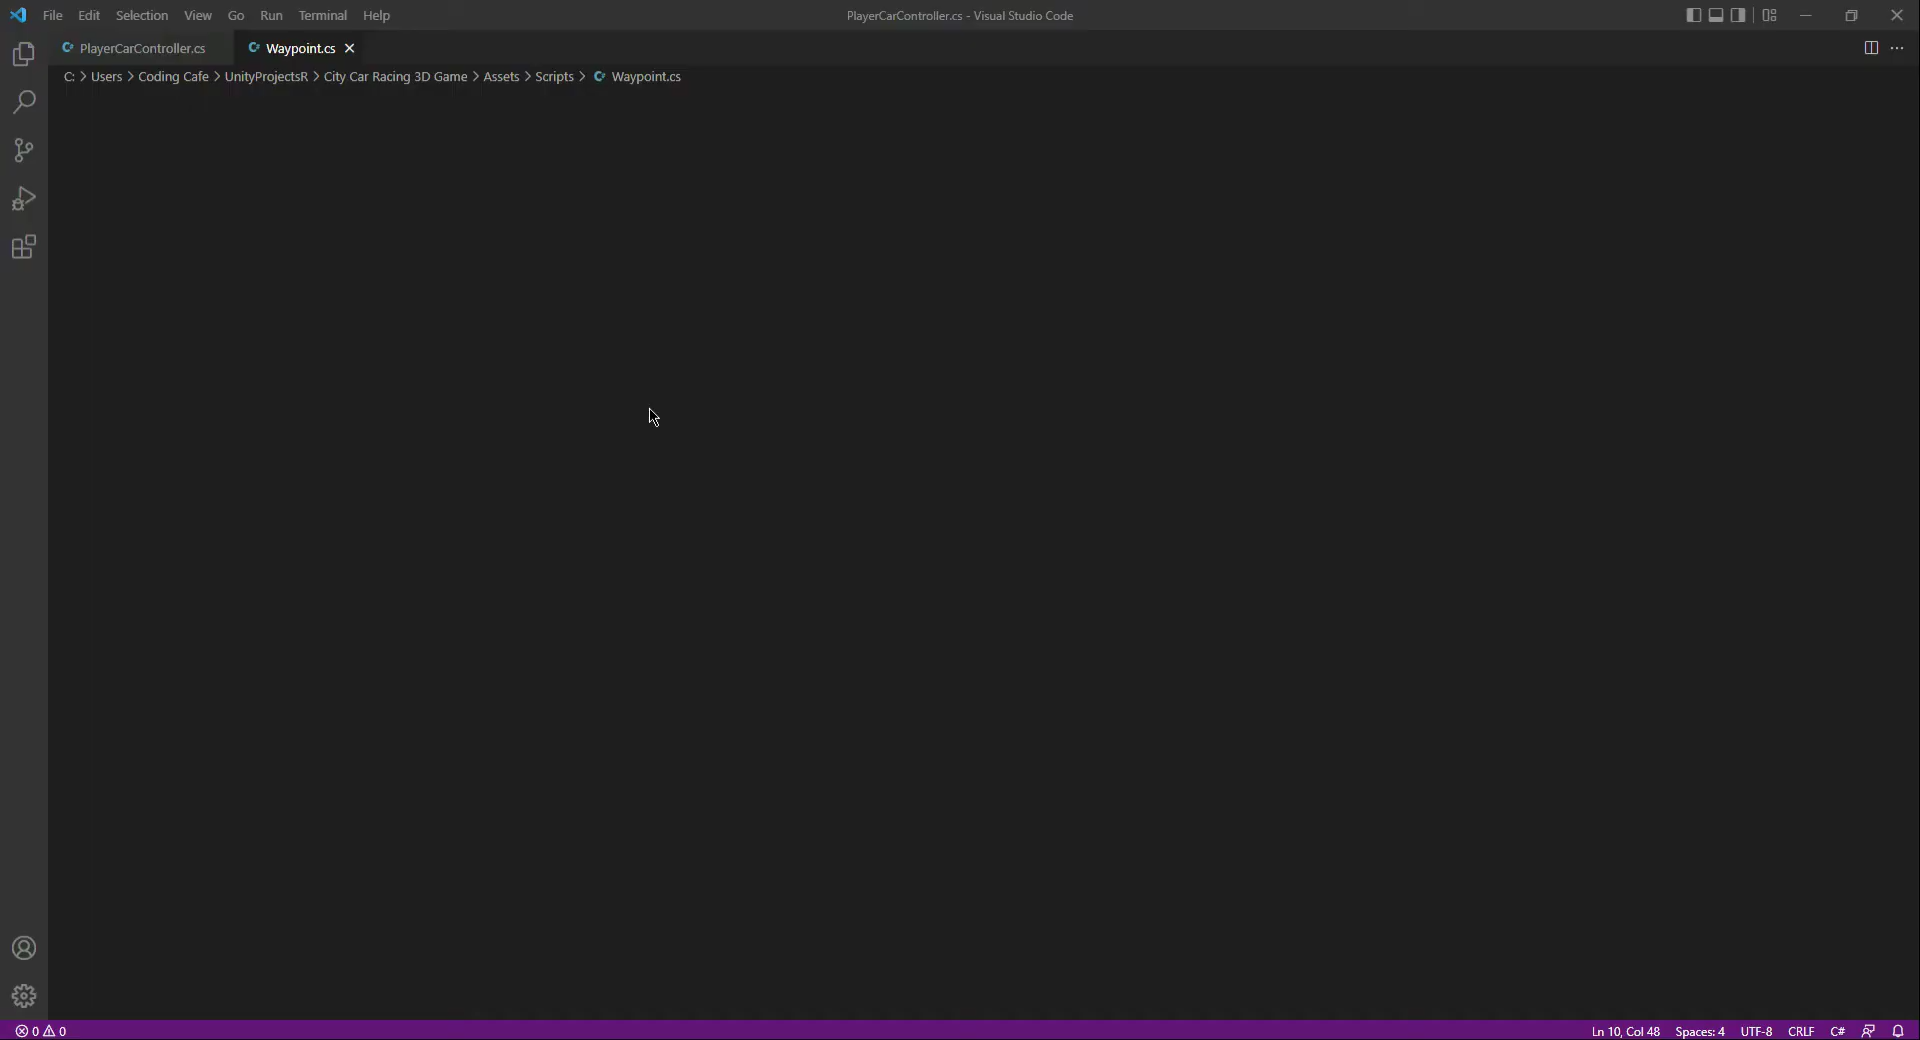 File Edit Selection View Go Run Terminal Help
PlayerCarController.cs - Visual Studio Code
PlayerCarController.cs Waypoint.cs
C: > Users > Coding Cafe > UnityProjectsR > City Car Racing 3D Game > Assets > Scripts > Waypoint.cs
0 0 Ln 10, Col 48 Spaces: 4 UTF-8 CRLF C#